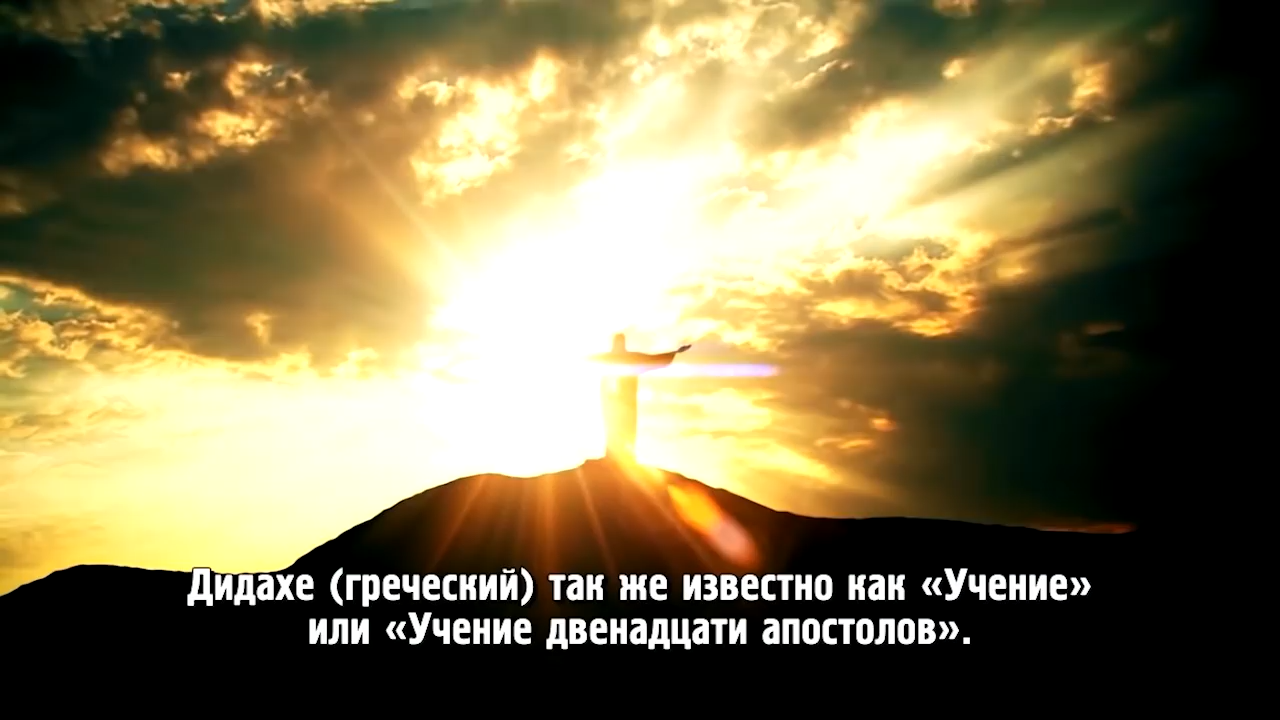 Дидахе (греческий) так же известно как «Учение»
или «Учение двенадцати апостолов».